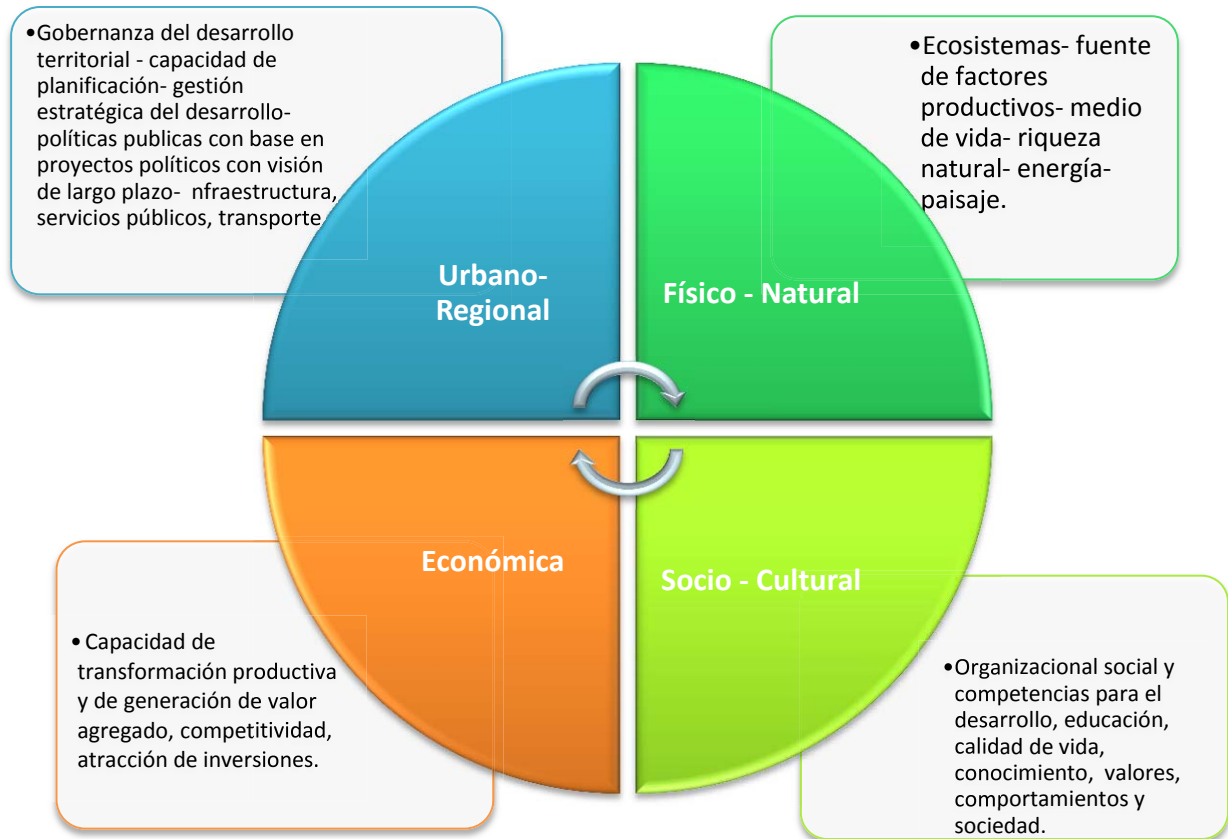 •Gobernanza del desarrollo
territorial - capacidad de
planificación- gestión
estratégica del desarrollo-
políticas publicas con base en
proyectos políticos con visión
de largo plazo- nfraestructura,
servicios públicos, transporte.
•Ecosistemas- fuente
de factores
productivos- medio
de vida- riqueza
natural- energía-
paisaje.
Urbano-
Regional
Físico - Natural
Económica
Socio - Cultural
• Capacidad de
transformación productiva
y de generación de valor
agregado, competitividad,
atracción de inversiones.
•Organizacional social y
competencias para el
desarrollo, educación,
calidad de vida,
conocimiento, valores,
comportamientos y
sociedad.